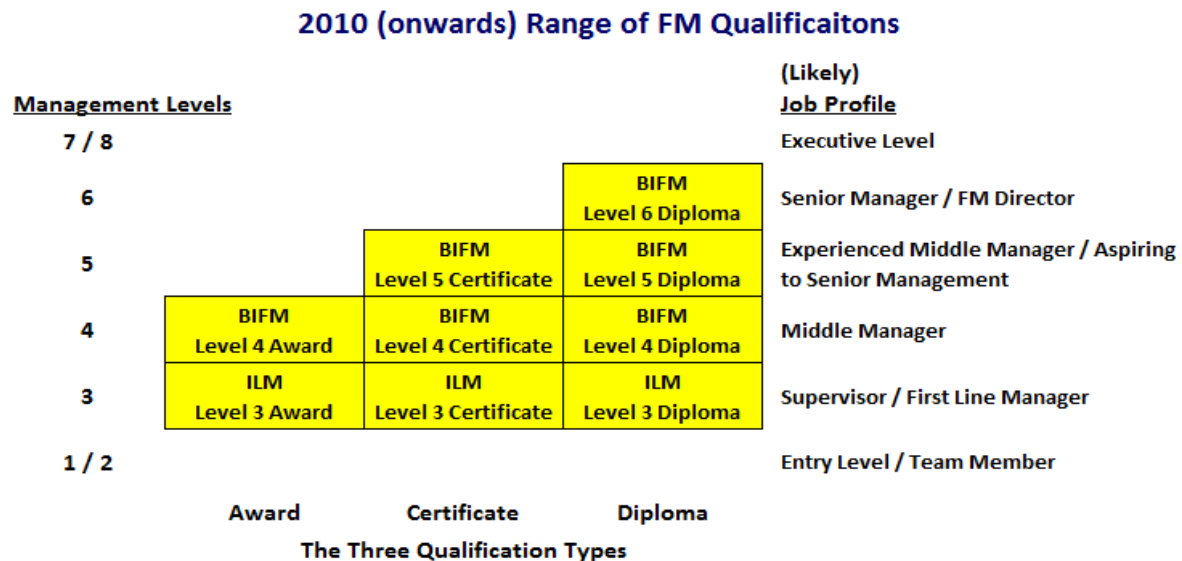 2010 (onwards) Range of FM Qualificaitons
(Likely)
Management Levels Job Profile
7 / 8 Executive Level
BIFM
6 Senior Manager / FM Director
Level 6 Diploma
BIFM BIFM Experienced Middle Manager / Aspiring
5
Level 5 Certificate Level 5 Diploma to Senior Management
BIFM BIFM BIFM
4 Middle Manager
Level 4 Award Level 4 Certificate Level 4 Diploma
ILM ILM ILM
3 Supervisor / First Line Manager
Level 3 Award Level 3 Certificate Level 3 Diploma
1 / 2 Entry Level / Team Member
Award Certificate Diploma
The Three Qualification Types